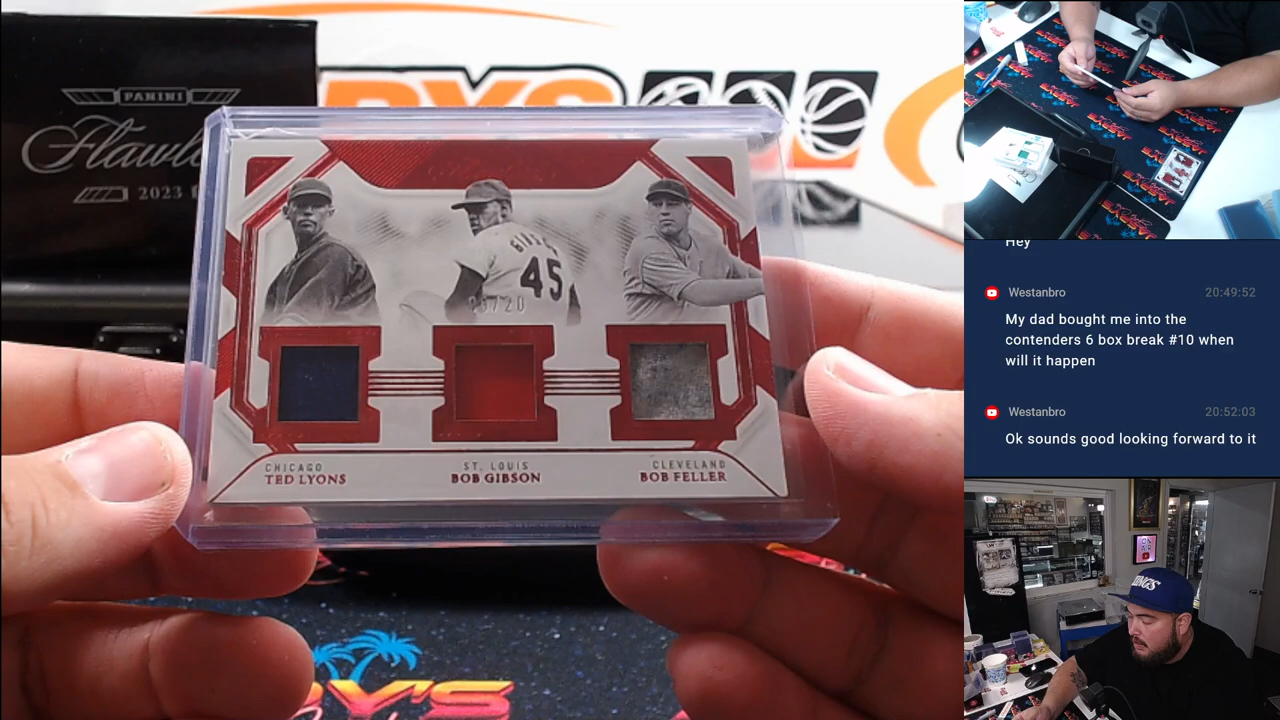 PANINI
Flawle
2023
45
/20
CHICAGO
TED LYONS
ST. LOUIS
BOB GIBSON
CLEVELAND
BOB FELLER
Hey
Westanbro
20:49:52
My dad bought me into the
contenders 6 box break #10 when
will it happen
Westanbro
20:52:03
Ok sounds good looking forward to it